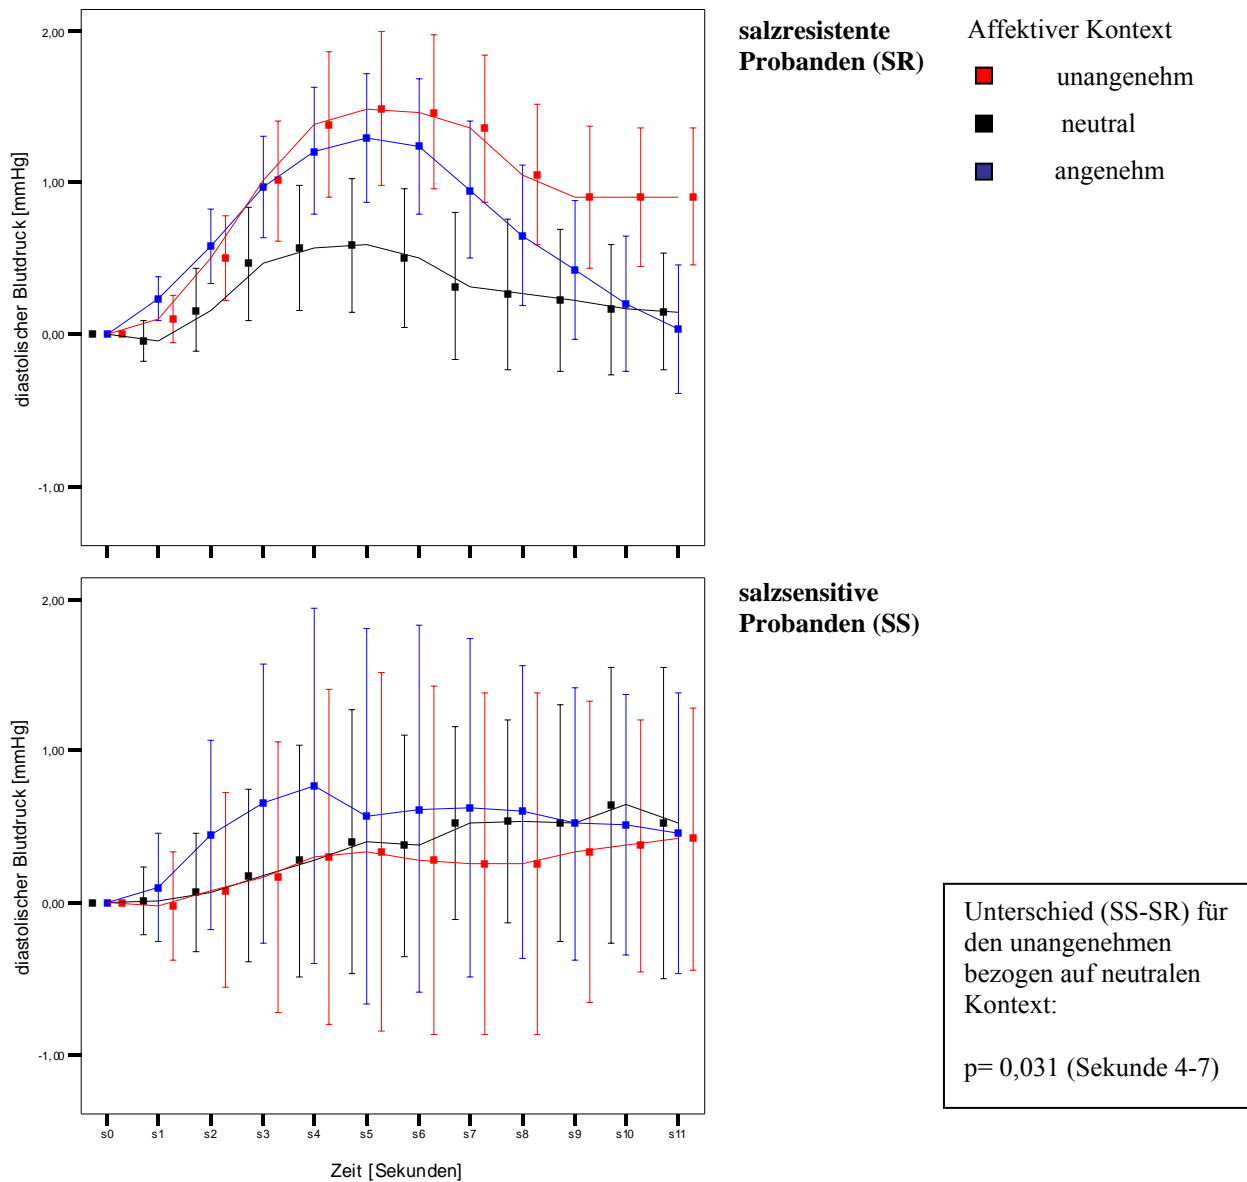 2,00
1,00
0,00
-1,00
diastolischer Blutdruck [mmHg]
salzresistente
Probanden (SR)
Affektiver Kontext
unangenehm
neutral
angenehm
2,00
1,00
0,00
-1,00
diastolischer Blutdruck [mmHg]
s0 s1 s2 s3 s4 s5 s6 s7 s8 s9 s10 s11
Zeit [Sekunden]
salzsensitive
Probanden (SS)
Unterschied (SS-SR) für
den unangenehmen
bezogen auf neutralen
Kontext:
p= 0,031 (Sekunde 4-7)